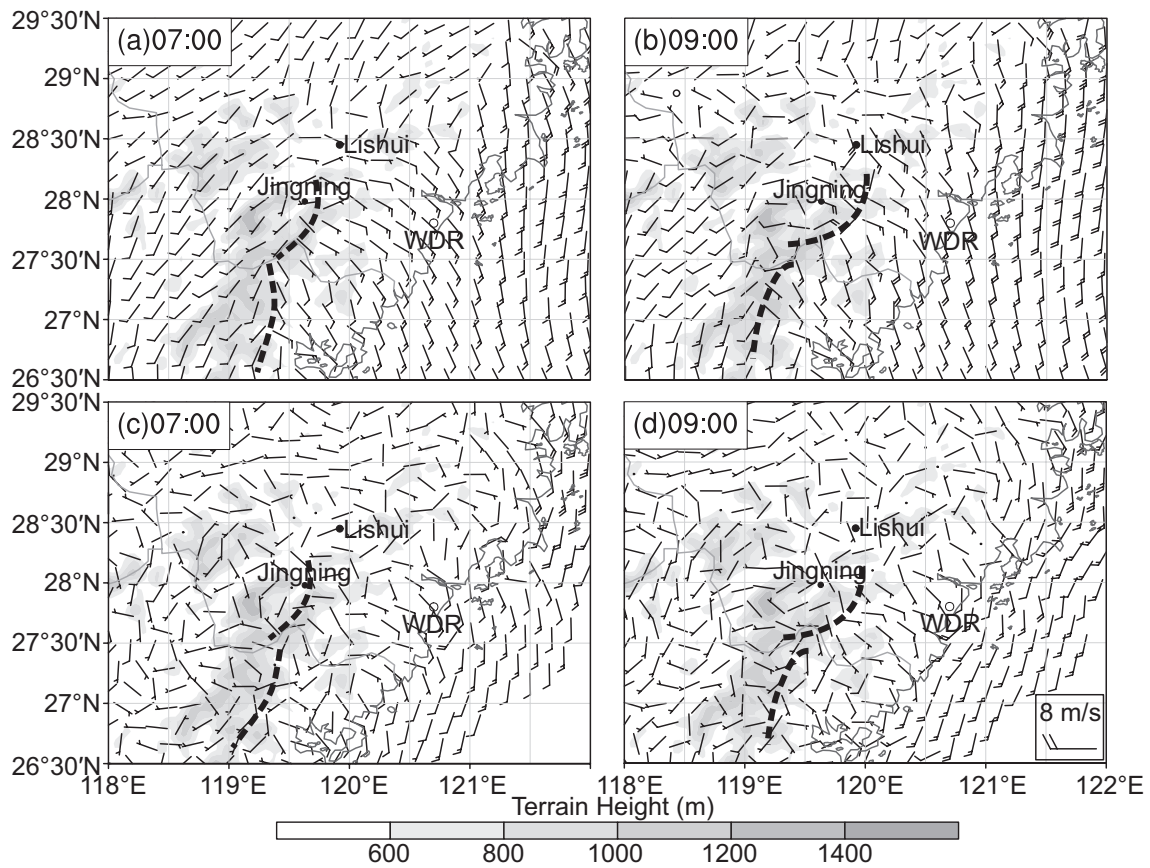 29°30′N
(a)07:00
(b)09:00
29°N
28°30′N
Lishui
Lishui
Jingning
Jingning
28°N
WDR
WDR
27°30′N
27°N
26°30′N
29°30′N
(c)07:00
(d)09:00
29°N
28°30′N
Lishui
Lishui
Jingning
Jingning
28°N
WDR
WDR
27°30′N
27°N
8 m/s
26°30′N
118°E 119°E 120°E 121°E 118°E 119°E 120°E 121°E 122°E
Terrain Height (m)
600 800 1000 1200 1400